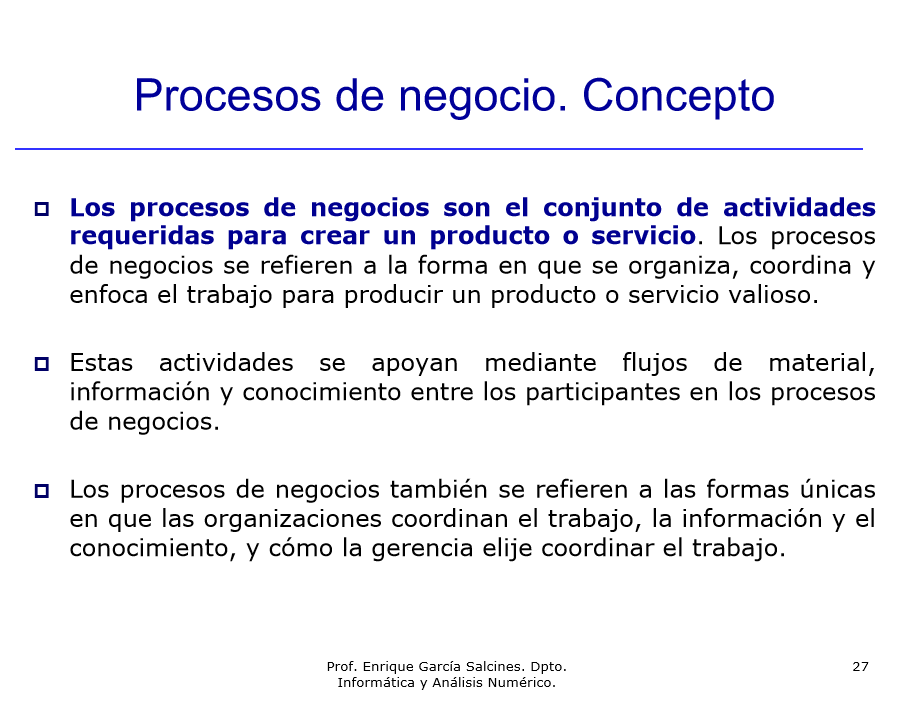 Procesos de negocio. Concepto
Los procesos de negocios son el conjunto de actividades
requeridas para crear un producto o servicio. Los procesos
de negocios se refieren a la forma en que se organiza, coordina y
enfoca el trabajo para producir un producto o servicio valioso.
Estas actividades se apoyan mediante flujos de material,
información y conocimiento entre los participantes en los procesos
de negocios.
Los procesos de negocios también se refieren a las formas únicas
en que las organizaciones coordinan el trabajo, la información y el
conocimiento, y cómo la gerencia elije coordinar el trabajo.
Prof. Enrique García Salcines. Dpto.
Informática y Análisis Numérico.
27